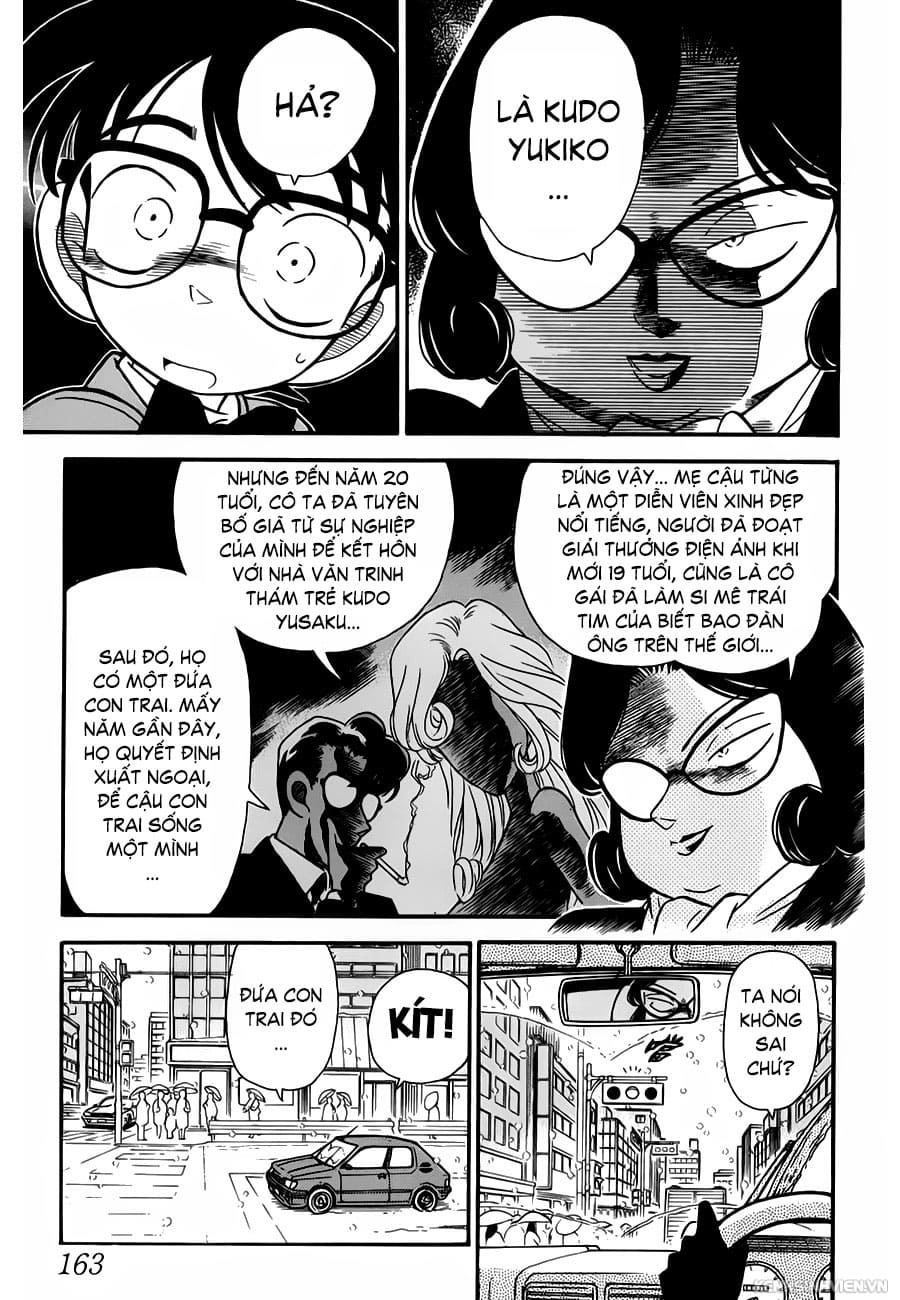 LÀ KUDO
YUKIKO
...
HẢ?
ĐÚNG VẬY... MẸ CẬU TỪNG
LÀ MỘT DIỄN VIÊN XINH ĐẸP
NỔI TIẾNG, NGƯỜI ĐÃ ĐOẠT
GIẢI THƯỞNG ĐIỆN ẢNH KHI
MỚI 19 TUỔI, CŨNG LÀ CÔ
GÁI ĐÃ LÀM SI MÊ TRÁI
TIM CỦA BIẾT BAO ĐÀN
ÔNG TRÊN THẾ GIỚI...
NHƯNG ĐẾN NĂM 20
TUỔI, CÔ TA ĐÃ TUYÊN
BỐ GIÃ TỪ SỰ NGHIỆP
CỦA MÌNH ĐỂ KẾT HÔN
VỚI NHÀ VĂN TRINH
THÁM TRẺ KUDO
YUSAKU...
SAU ĐÓ, HỌ
CÓ MỘT ĐỨA
CON TRAI. MẤY
NĂM GẦN ĐÂY,
HỌ QUYẾT ĐỊNH
XUẤT NGOẠI,
ĐỂ CẬU CON
TRAI SỐNG
MỘT MÌNH
...
TA NÓI
KHÔNG
SAI
CHỨ?
KÍT!
ĐỨA CON
TRAI ĐÓ
...
163